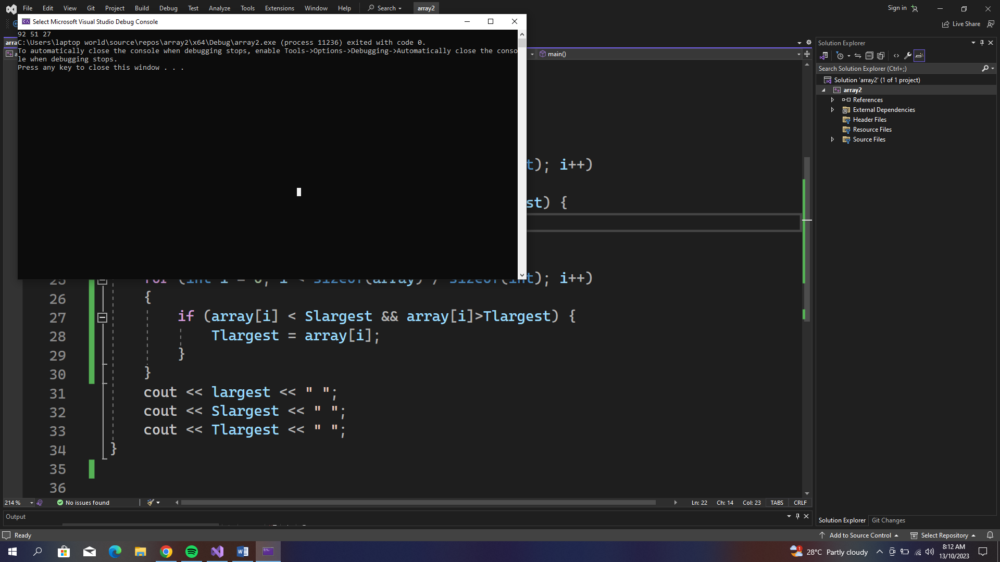 File Edit View Git Project Build Debug Test Analyze Tools Extensions Window Help Search array2 Sign in
Live Share
Select Microsoft Visual Studio Debug Console
92 51 27
C:\Users\laptop world\source\repos\array2\x64\Debug\array2.exe (process 11236) exited with code 0.
To automatically close the console when debugging stops, enable Tools->Options->Debugging->Automatically close the conso
le when debugging stops.
Press any key to close this window . . .
main()
t); i++)
st) {
25 for (int i = 0; i < sizeof(array) / sizeof(int); i++)
26 {
27 if (array[i] < Slargest && array[i]>Tlargest) {
28 Tlargest = array[i];
29 }
30 }
31 cout << largest << " ";
32 cout << Slargest << " ";
33 cout << Tlargest << " ";
34 }
35
36
214 % No issues found Ln: 22 Ch: 14 Col: 23 TABS CRLF
Output
Solution Explorer
Search Solution Explorer (Ctrl+;)
Solution 'array2' (1 of 1 project)
array2
References
External Dependencies
Header Files
Resource Files
Source Files
Solution Explorer Git Changes
Ready Add to Source Control Select Repository
28°C Partly cloudy
8:12 AM
13/10/2023